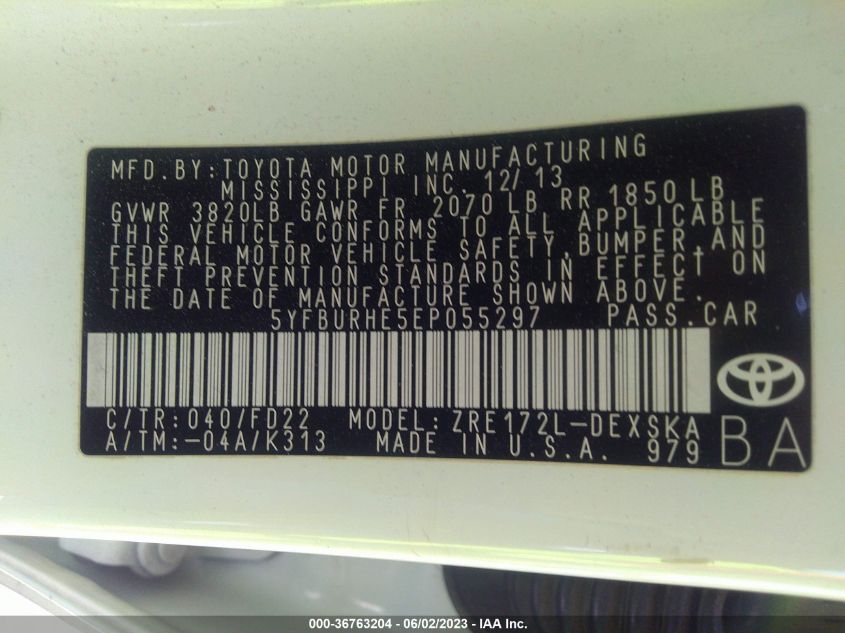 MFD. BY: TOYOTA MOTOR MANUFACTURING
MISSISSIPPI INC. 12/13
GVWR 3820LB GAWR FR 2070 LB RR 1850 LB
THIS VEHICLE CONFORMS TO ALL APPLICABLE
FEDERAL MOTOR VEHICLE SAFETY, BUMPER, AND
THEFT PREVENTION STANDARDS IN EFFECT ON
THE DATE OF MANUFACTURE SHOWN ABOVE.
5YFBURHE5EP055297 PASS. CAR
C/TR: 040/FD22 MODEL: ZRE172L-DEXSKA
A/TM: -04A/K313 MADE IN U.S.A. 979
BA
000-36763204 - 06/02/2023 - IAA Inc.